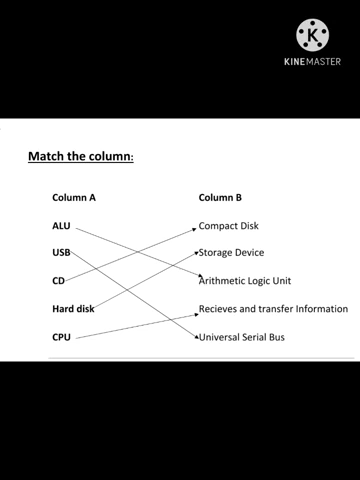 K
KINEMASTER
Match the column:
Column A Column B
ALU Compact Disk
USB Storage Device
CD Arithmetic Logic Unit
Hard disk Recieves and transfer Information
CPU Universal Serial Bus